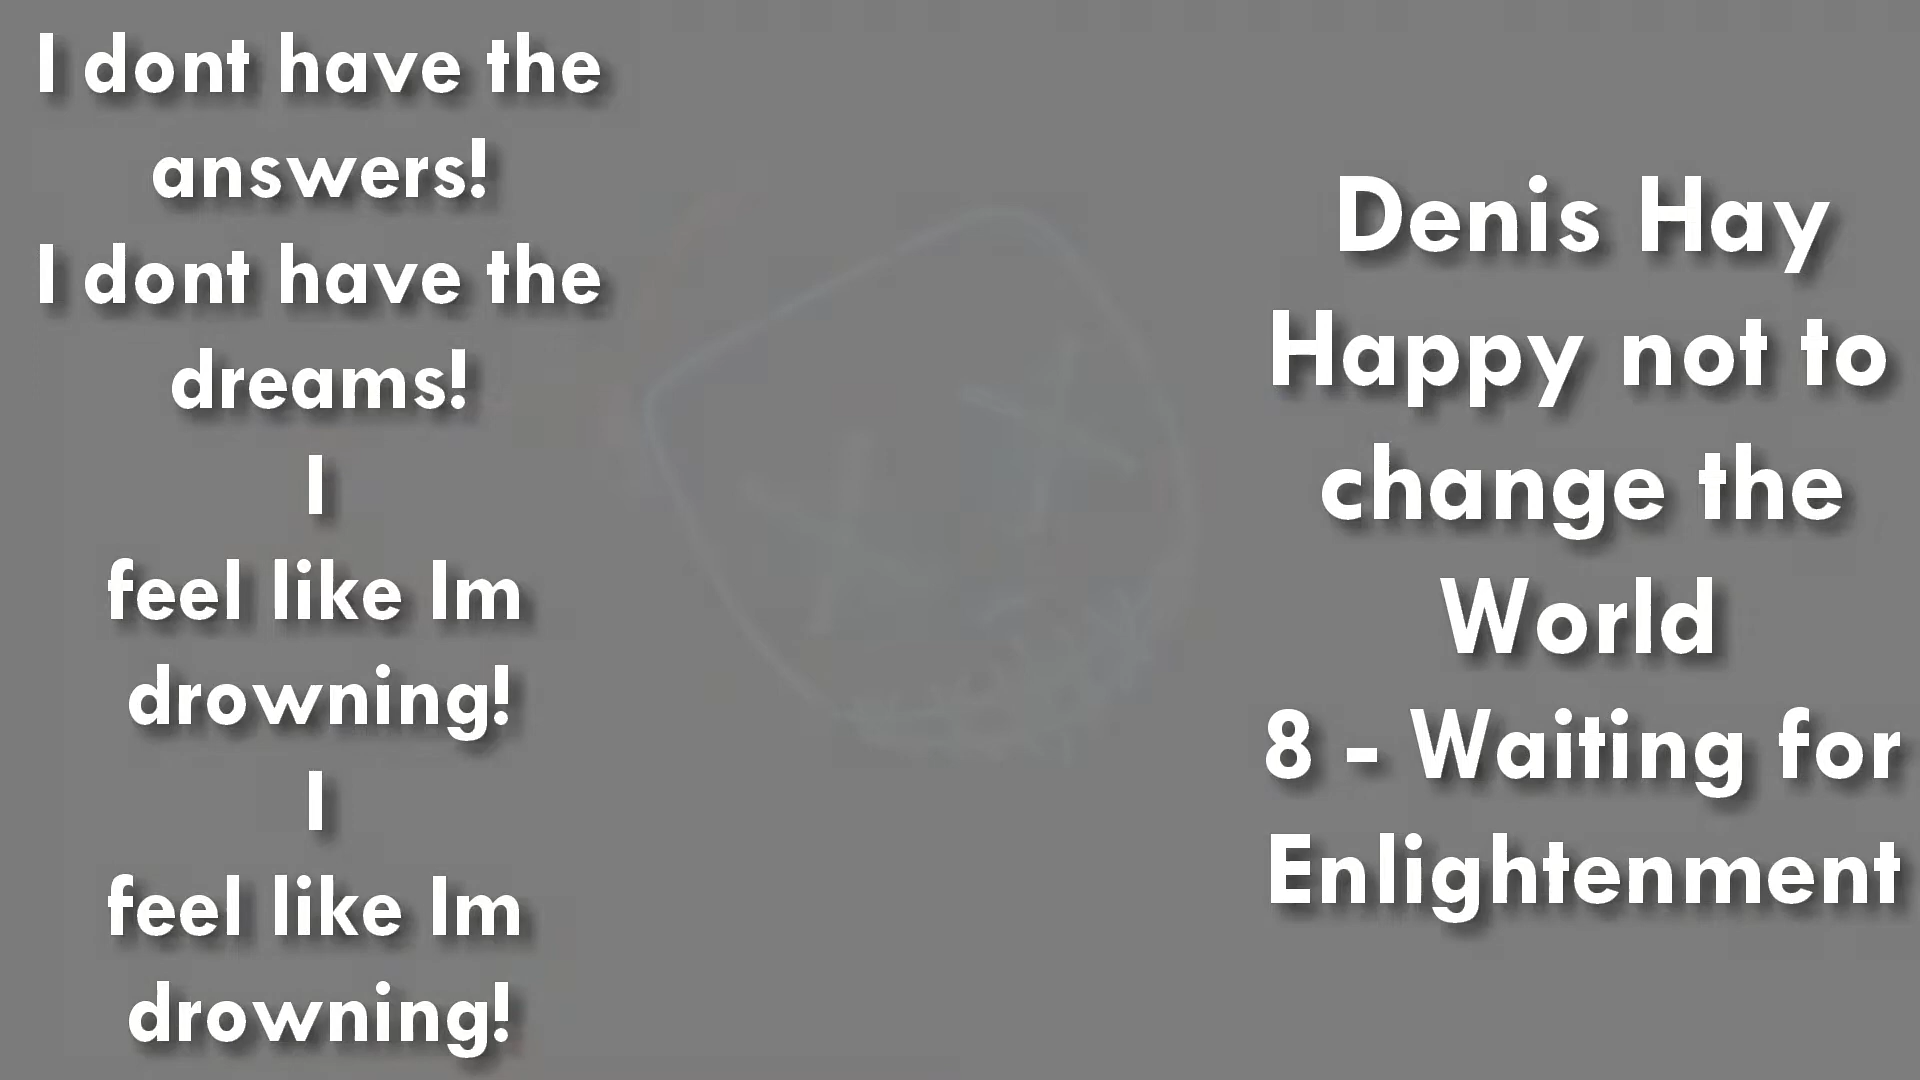 I dont have the
answers!
I dont have the
dreams!
I
feel like Im
drowning!
I
feel like Im
drowning!
Denis Hay
Happy not to
change the
World
8 - Waiting for
Enlightenment